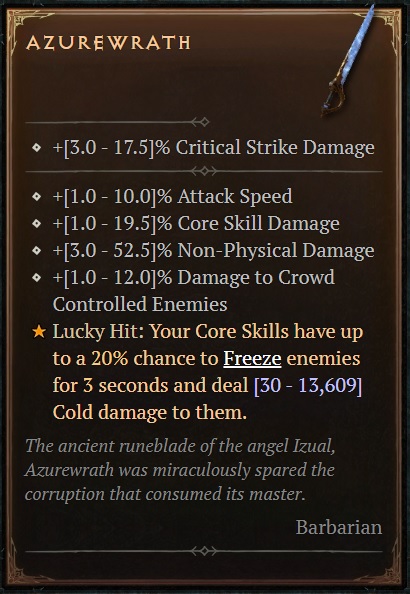 AZUREWRATH
+[3.0 - 17.5]% Critical Strike Damage
+[1.0 - 10.0]% Attack Speed
+[1.0 - 19.5]% Core Skill Damage
+[3.0 - 52.5]% Non-Physical Damage
+[1.0 - 12.0]% Damage to Crowd
Controlled Enemies
Lucky Hit: Your Core Skills have up
to a 20% chance to Freeze enemies
for 3 seconds and deal [30 - 13,609]
Cold damage to them.
The ancient runeblade of the angel Izual,
Azurewrath was miraculously spared the
corruption that consumed its master.
Barbarian